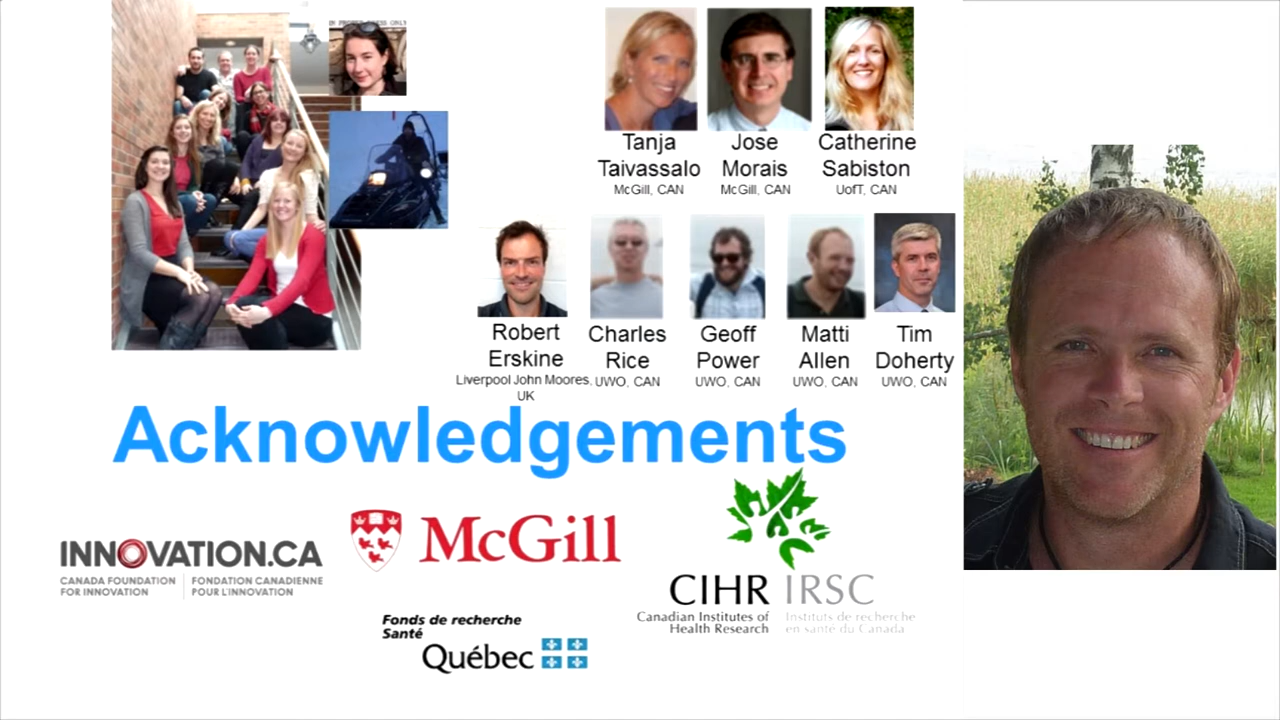 Tanja
Taivassalo
McGill, CAN
Jose
Morais
McGill, CAN
Catherine
Sabiston
UofT, CAN
Robert
Erskine
Liverpool John Moores,
UK
Charles
Rice
UWO, CAN
Geoff
Power
UWO, CAN
Matti
Allen
UWO, CAN
Tim
Doherty
UWO, CAN
Acknowledgements
INNOVATION.CA
CANADA FOUNDATION
FOR INNOVATION
FONDATION CANADIENNE
POUR L'INNOVATION
McGill
CIHR IRSC
Canadian Institutes of
Health Research
Instituts de recherche
en santé du Canada
Fonds de recherche
Santé
Québec